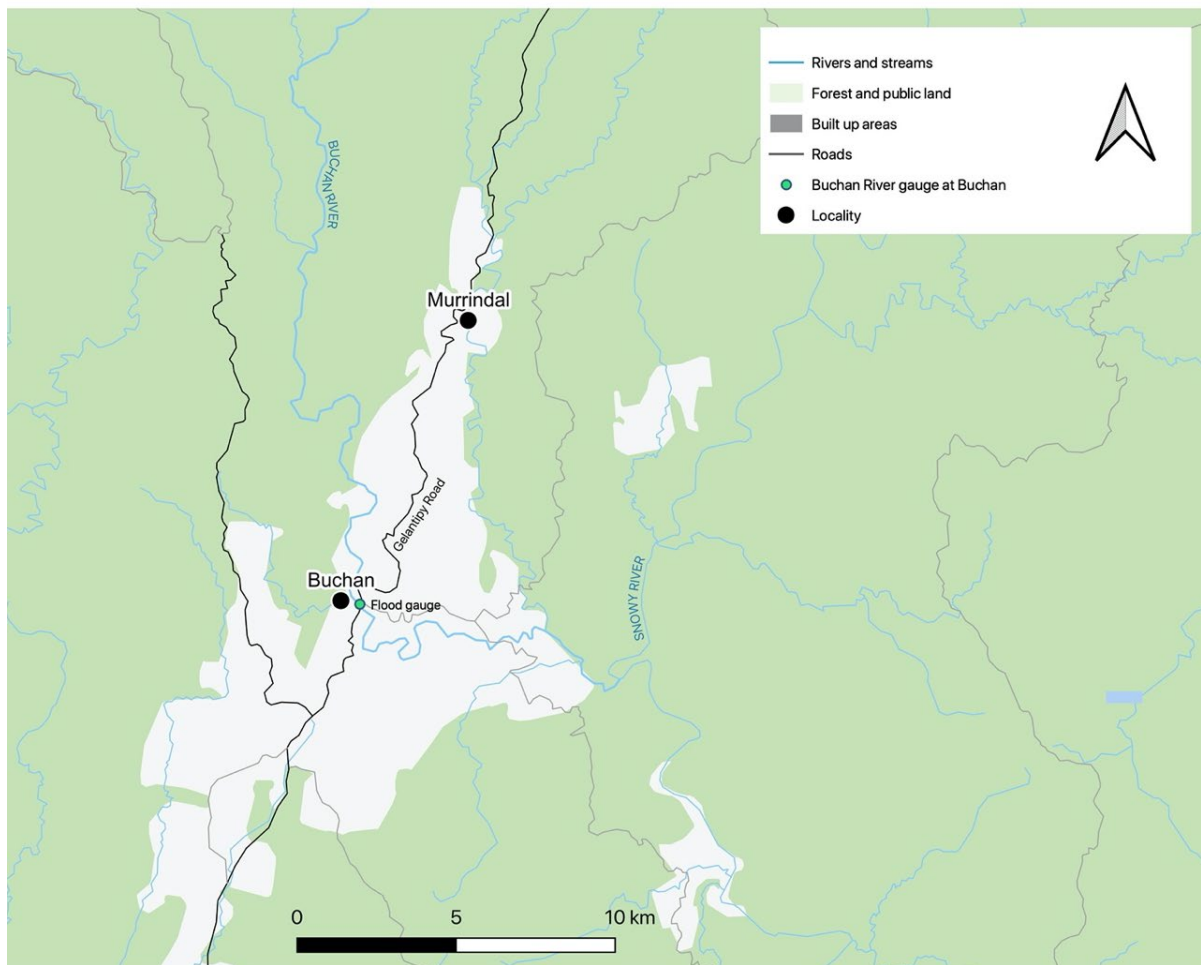 Rivers and streams
Forest and public land
Built up areas
Roads
Buchan River gauge at Buchan
Locality
BUCHAN RIVER
Murrindal
Gelantipy Road
Buchan
Flood gauge
SNOWY RIVER
0 5 10 km